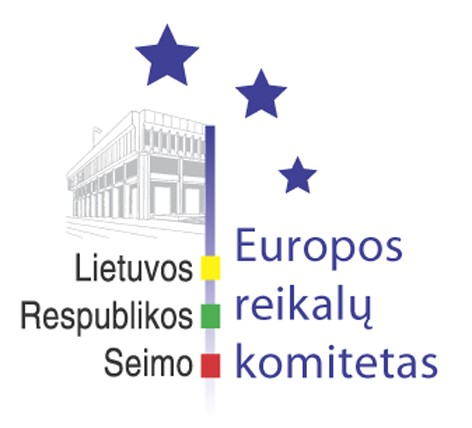 Lietuvos
Respublikos
Seimo
Europos
reikalų
komitetas